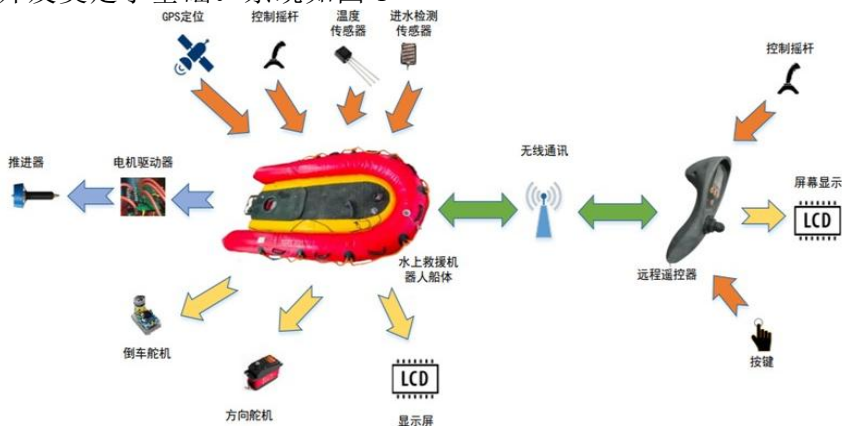 GPS定位
控制摇杆
温度
传感器
进水检测
传感器
控制摇杆
推进器
电机驱动器
无线通讯
屏幕显示
LCD
水上救援机
器人船体
远程遥控器
倒车舵机
方向舵机
LCD
显示屏
按键